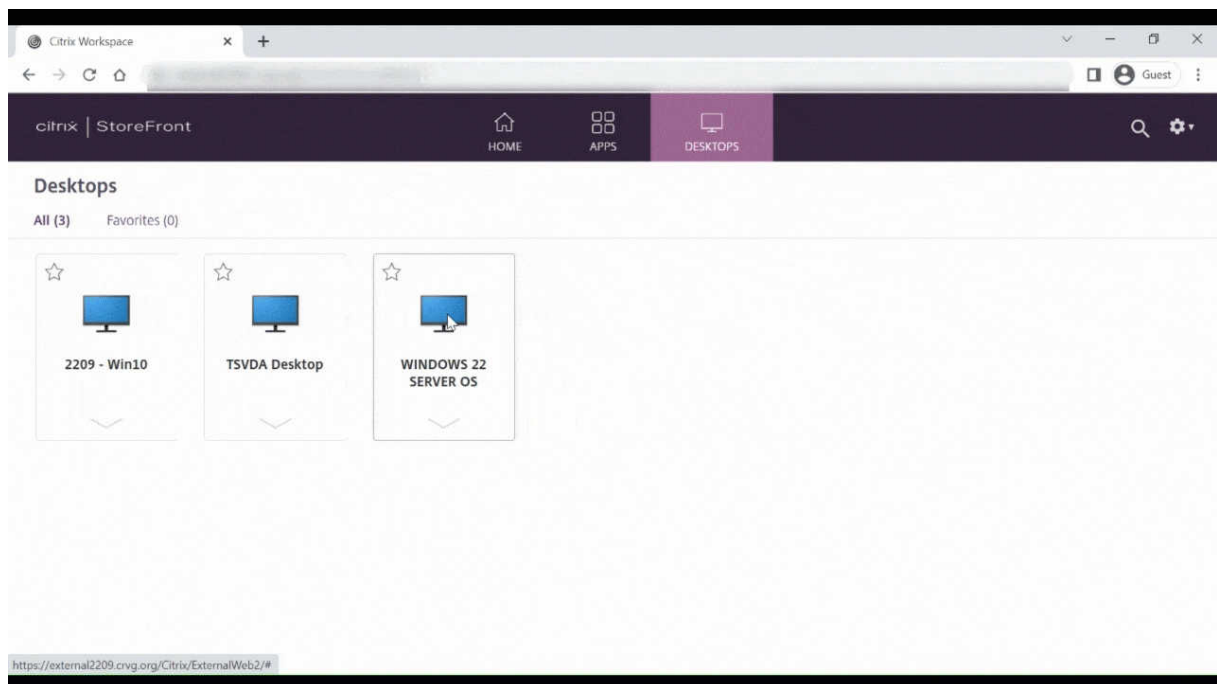 Citrix Workspace
Guest
citrix | StoreFront
HOME
APPS
DESKTOPS
Desktops
All (3)
Favorites (0)
2209 - Win10
TSVDA Desktop
WINDOWS 22
SERVER OS
https://external2209.crvg.org/Citrix/ExternalWeb2/#